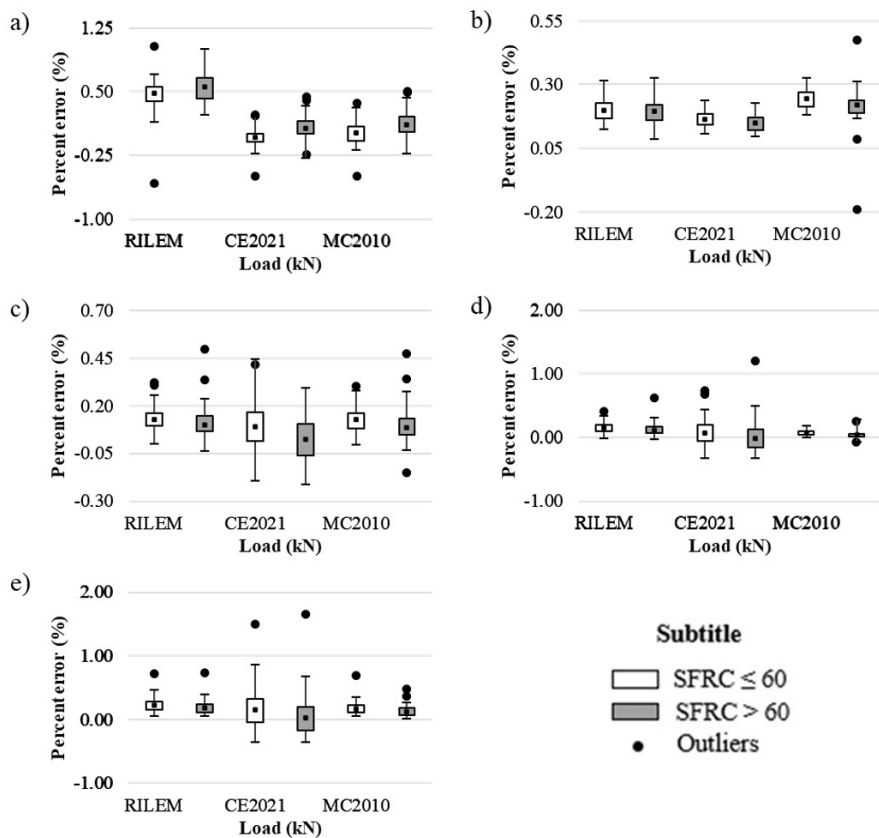 a)
Percent error (%)
1.25
0.50
-0.25
-1.00
RILEM CE2021 MC2010
Load (kN)
b)
Percent error (%)
0.55
0.30
0.05
-0.20
RILEM CE2021 MC2010
Load (kN)
c)
Percent error (%)
0.70
0.45
0.20
-0.05
-0.30
RILEM CE2021 MC2010
Load (kN)
d)
Percent error (%)
2.00
1.00
0.00
-1.00
RILEM CE2021 MC2010
Load (kN)
e)
Percent error (%)
2.00
1.00
0.00
-1.00
RILEM CE2021 MC2010
Load (kN)
Subtitle
SFRC ≤ 60
SFRC > 60
Outliers